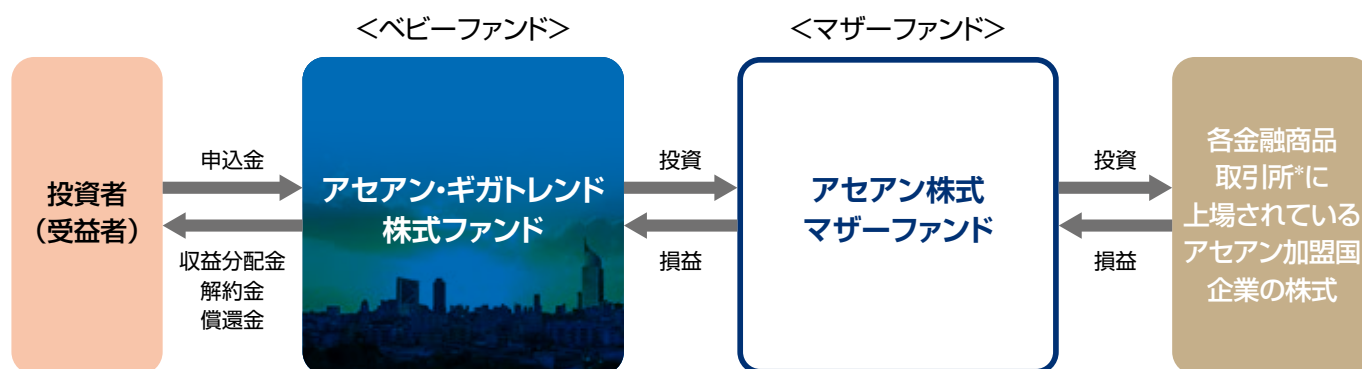 <ベビーファンド>
<マザーファンド>
投資者
(受益者)
申込金
収益分配金
解約金
償還金
アセアン・ギガトレンド
株式ファンド
投資
損益
アセアン株式
マザーファンド
投資
損益
各金融商品
取引所*に
上場されている
アセアン加盟国
企業の株式